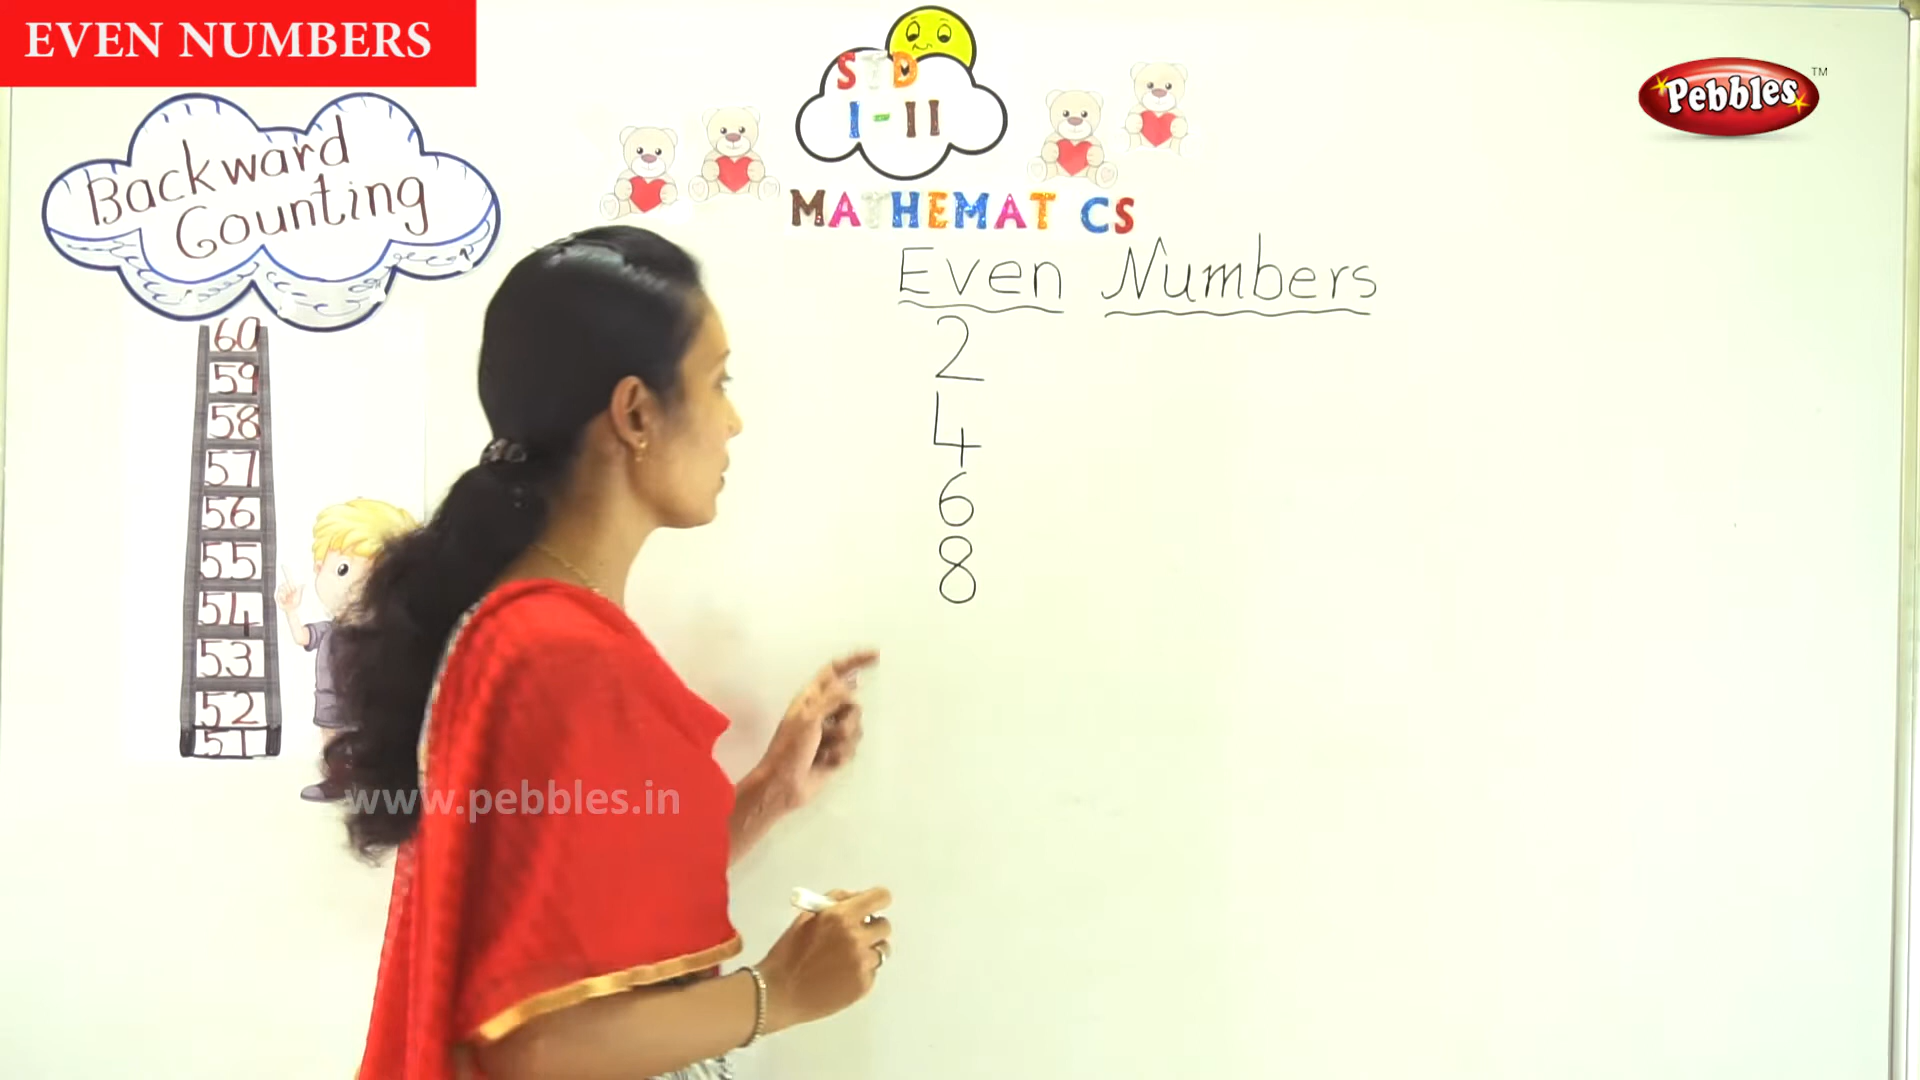 EVEN NUMBERS
Backward
Counting
60
59
58
57
56
55
54
53
52
51
STD
I-II
MATHEMAT CS
Even Numbers
2
4
6
8
Pebbles TM
www.pebbles.in